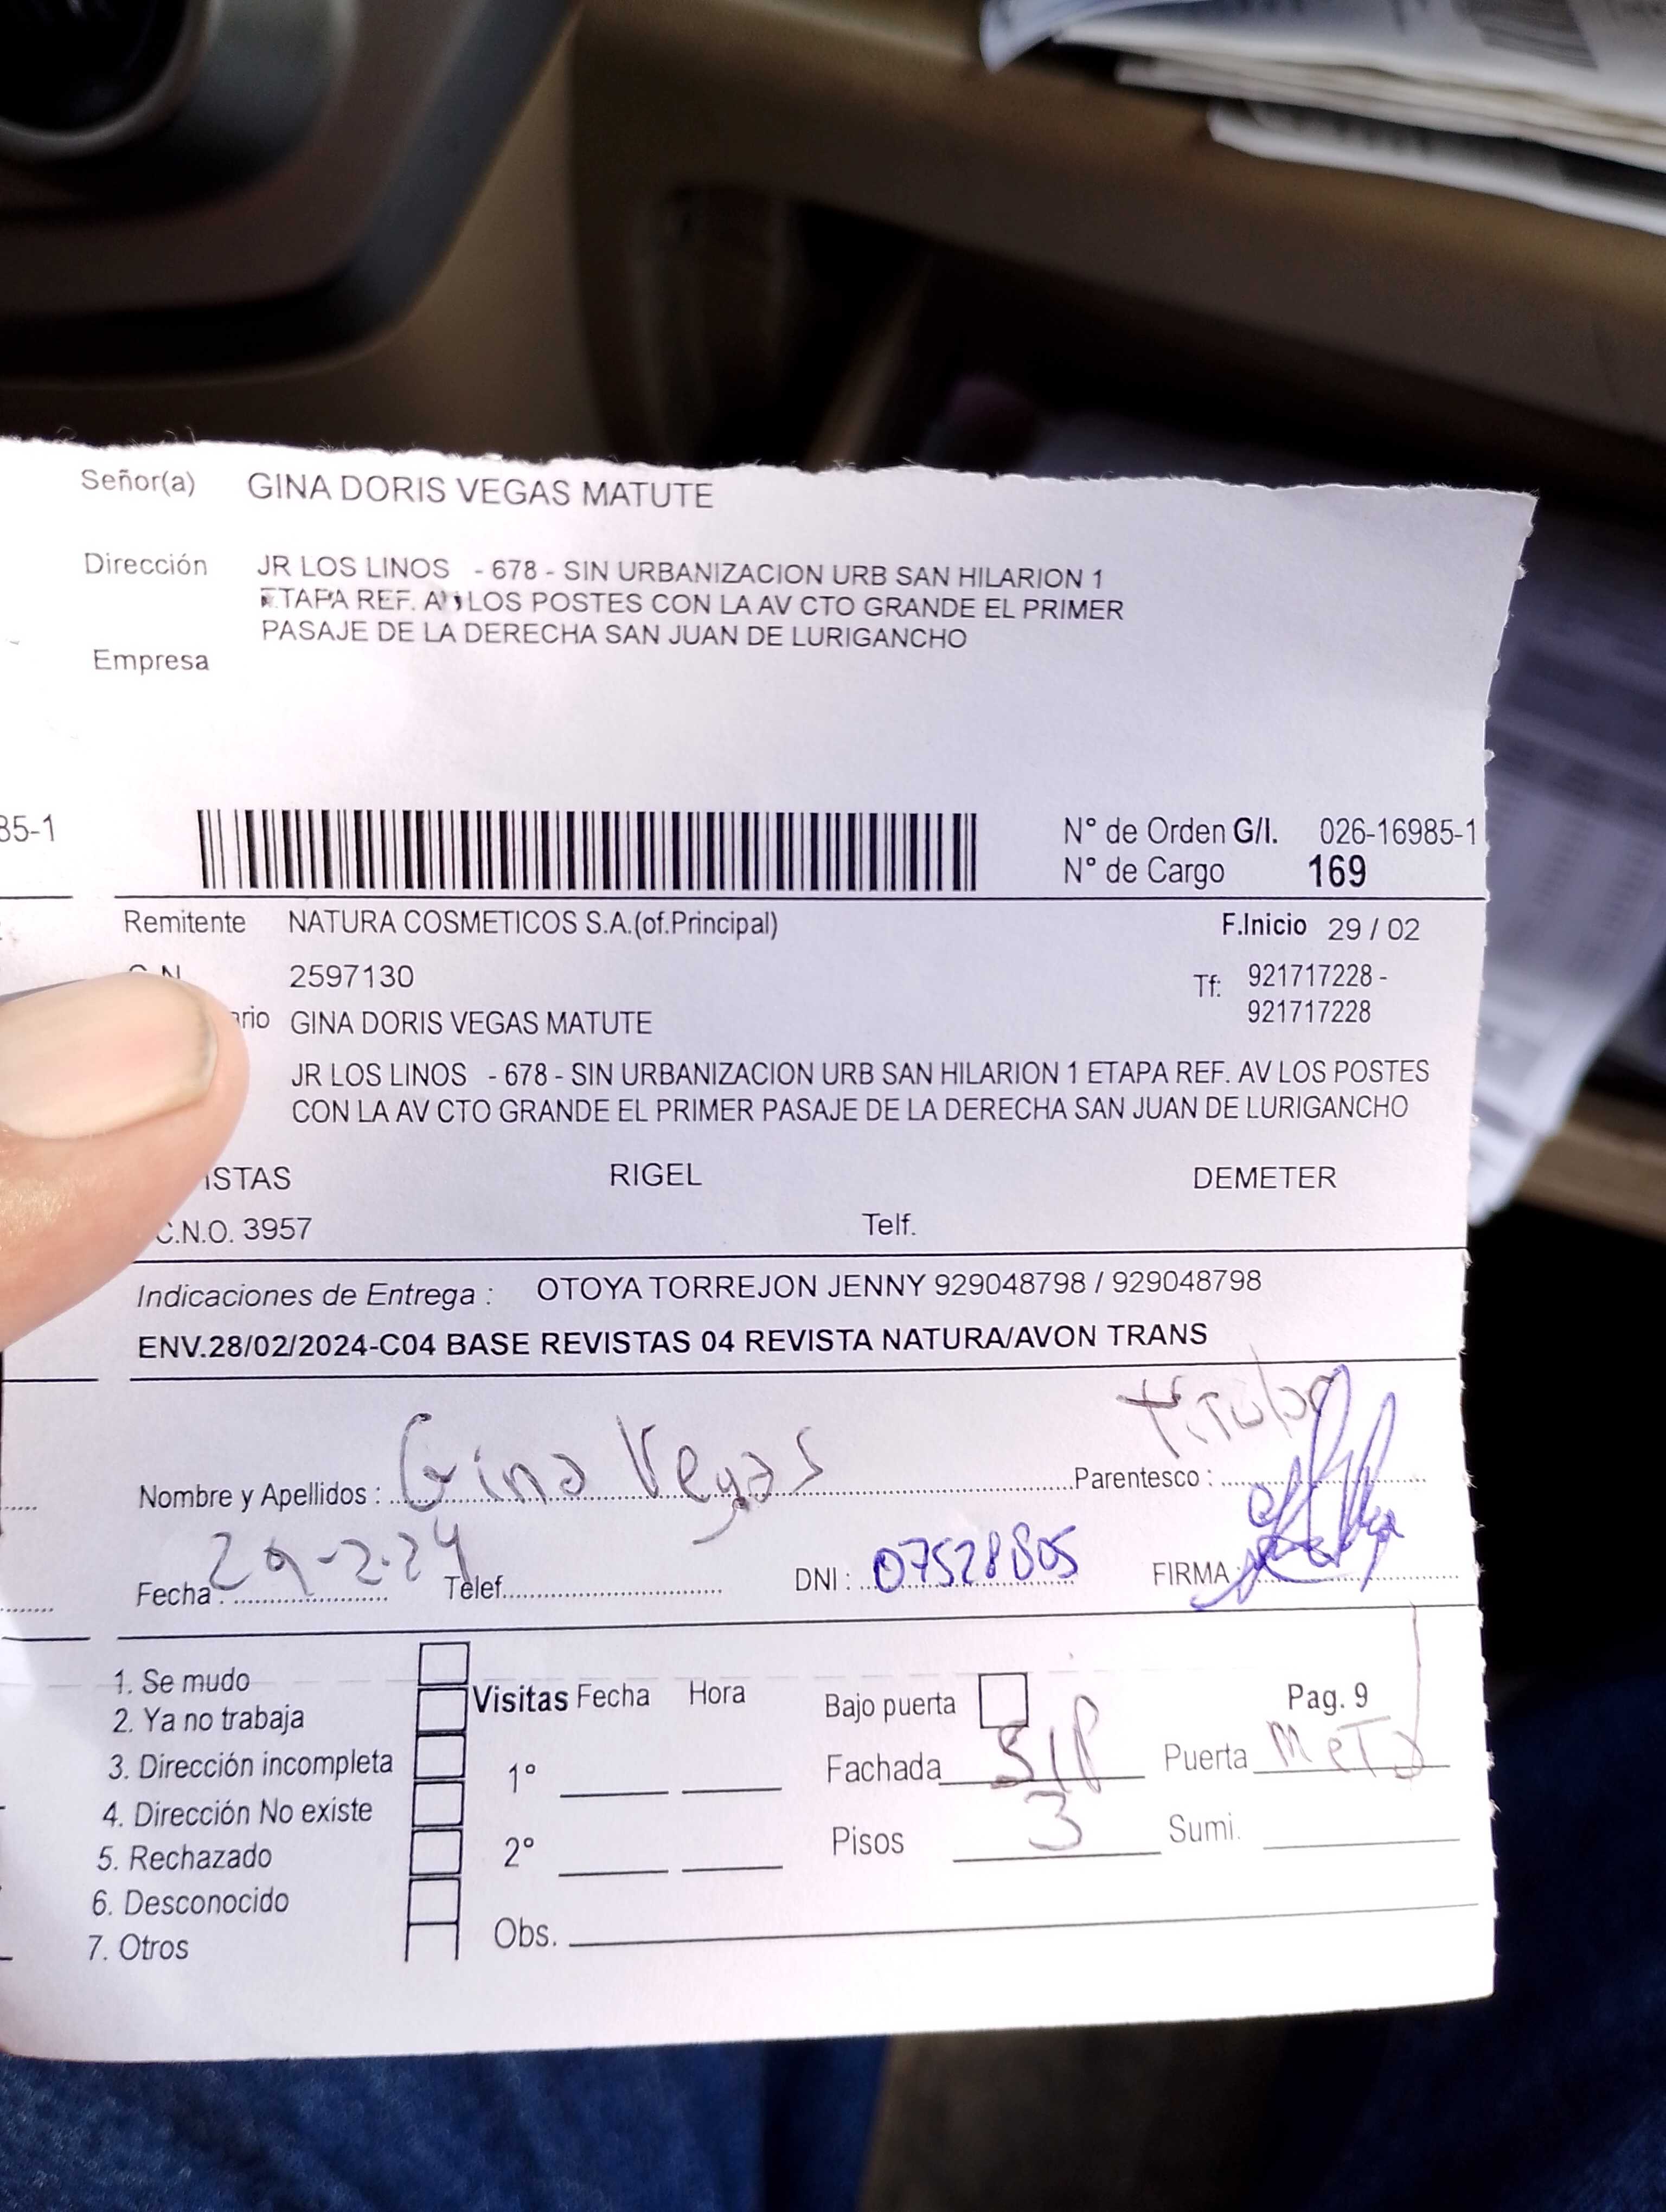 Señor(a) GINA DORIS VEGAS MATUTE
Dirección JR LOS LINOS - 678 - SIN URBANIZACION URB SAN HILARION 1
ETAPA REF. AV LOS POSTES CON LA AV CTO GRANDE EL PRIMER
PASAJE DE LA DERECHA SAN JUAN DE LURIGANCHO
Empresa
85-1
N° de Orden G/I. 026-16985-1
N° de Cargo 169
Remitente NATURA COSMETICOS S.A.(of.Principal) F.Inicio 29 / 02
2597130 Tf: 921717228 -
921717228
ario GINA DORIS VEGAS MATUTE
JR LOS LINOS - 678 - SIN URBANIZACION URB SAN HILARION 1 ETAPA REF. AV LOS POSTES
CON LA AV CTO GRANDE EL PRIMER PASAJE DE LA DERECHA SAN JUAN DE LURIGANCHO
ISTAS RIGEL DEMETER
C.N.O. 3957 Telf.
Indicaciones de Entrega : OTOYA TORREJON JENNY 929048798 / 929048798
ENV.28/02/2024-C04 BASE REVISTAS 04 REVISTA NATURA/AVON TRANS
Nombre y Apellidos : Gina Vegas Parentesco : Titular
Fecha : 29-2-24 Telef. DNI : 07528805 FIRMA :
1. Se mudo
2. Ya no trabaja
3. Dirección incompleta
4. Dirección No existe
5. Rechazado
6. Desconocido
7. Otros
Visitas Fecha Hora
1°
2°
Obs.
Bajo puerta Pag. 9
Fachada S/P Puerta Metal
Pisos 3 Sumi.